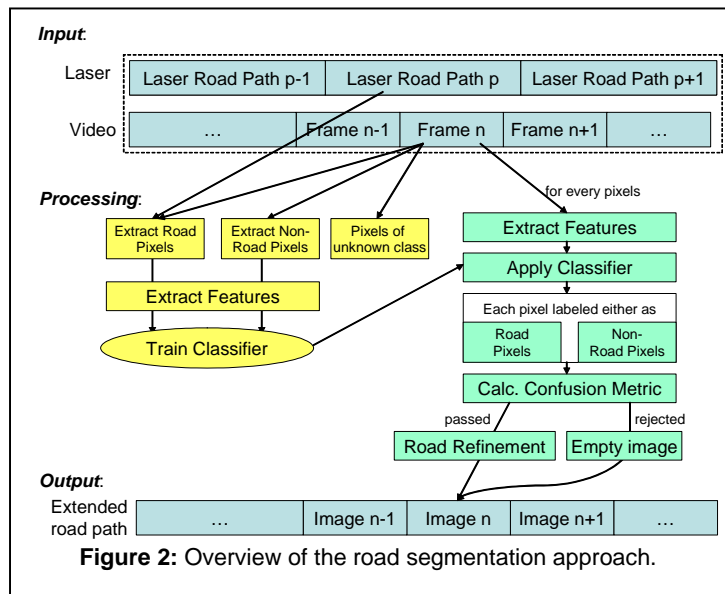 Input:
Laser
Laser Road Path p-1
Laser Road Path p
Laser Road Path p+1
Video
…
Frame n-1
Frame n
Frame n+1
…
Processing:
for every pixels
Extract Road
Pixels
Extract Non-
Road Pixels
Pixels of
unknown class
Extract Features
Train Classifier
Extract Features
Apply Classifier
Each pixel labeled either as
Road
Pixels
Non-
Road Pixels
Calc. Confusion Metric
passed
rejected
Road Refinement
Empty image
Output:
Extended
road path
…
Image n-1
Image n
Image n+1
…
Figure 2: Overview of the road segmentation approach.